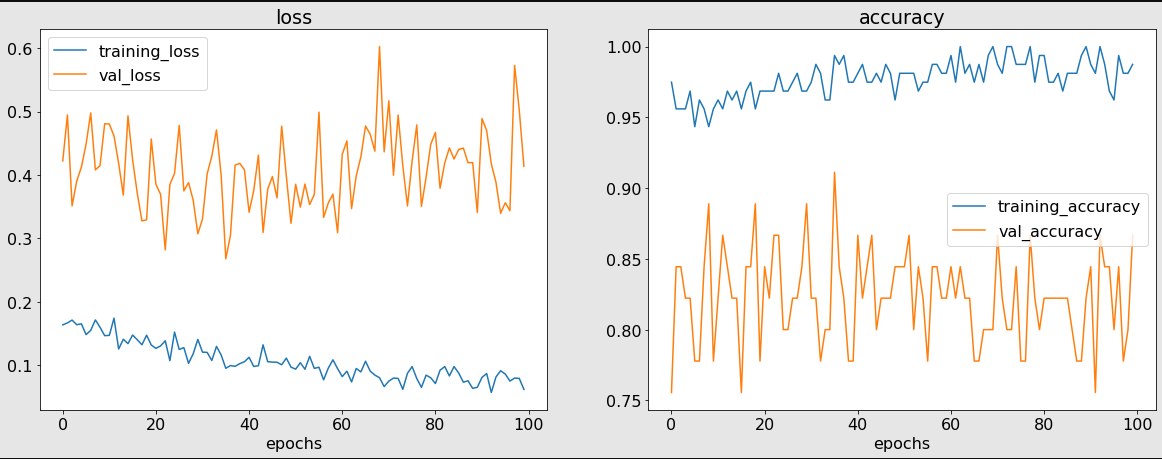 loss
training_loss
val_loss
0.6
0.5
0.4
0.3
0.2
0.1
0 20 40 60 80 100
epochs
accuracy
1.00
0.95
0.90
0.85
0.80
0.75
training_accuracy
val_accuracy
0 20 40 60 80 100
epochs